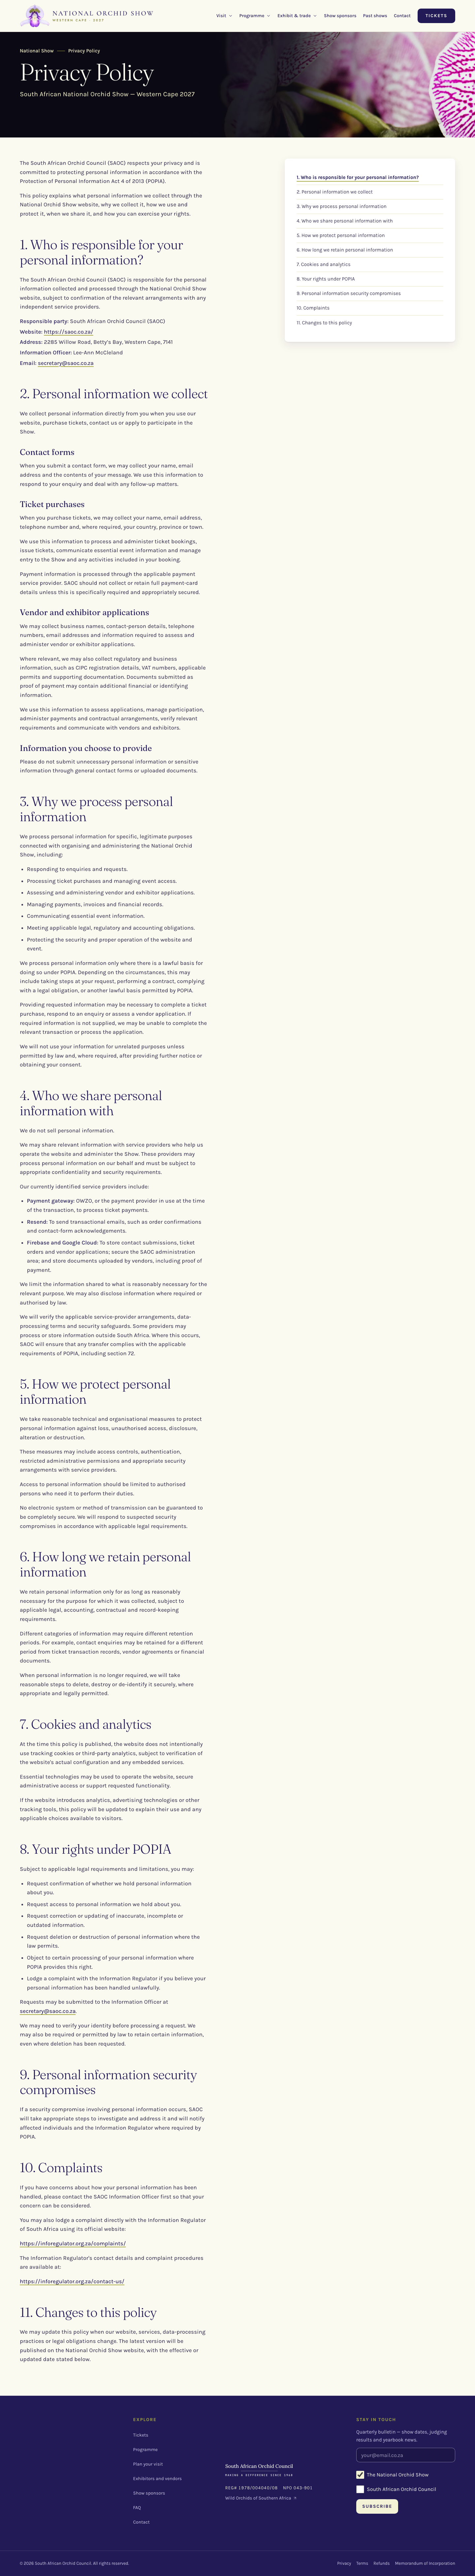 NATIONAL ORCHID SHOW
WESTERN CAPE · 2027
Visit
Programme
Exhibit & trade
Show sponsors
Past shows
Contact
TICKETS
National Show — Privacy Policy
Privacy Policy
South African National Orchid Show — Western Cape 2027
The South African Orchid Council (SAOC) respects your privacy and is
committed to protecting personal information in accordance with the
Protection of Personal Information Act 4 of 2013 (POPIA).
This policy explains what personal information we collect through the
National Orchid Show website, why we collect it, how we use and
protect it, when we share it, and how you can exercise your rights.
1. Who is responsible for your
personal information?
The South African Orchid Council (SAOC) is responsible for the personal
information collected and processed through the National Orchid Show
website, subject to confirmation of the relevant arrangements with any
independent service providers.
Responsible party: South African Orchid Council (SAOC)
Website: https://saoc.co.za/
Address: 2285 Willow Road, Betty's Bay, Western Cape, 7141
Information Officer: Lee-Ann McCleland
Email: secretary@saoc.co.za
2. Personal information we collect
We collect personal information directly from you when you use our
website, purchase tickets, contact us or apply to participate in the
Show.
Contact forms
When you submit a contact form, we may collect your name, email
address and the contents of your message. We use this information to
respond to your enquiry and deal with any follow-up matters.
Ticket purchases
When you purchase tickets, we may collect your name, email address,
telephone number and, where required, your country, province or town.
We use this information to process and administer ticket bookings,
issue tickets, communicate essential event information and manage
entry to the Show and any activities included in your booking.
Payment information is processed through the applicable payment
service provider. SAOC should not collect or retain full payment-card
details unless this is specifically required and appropriately secured.
Vendor and exhibitor applications
We may collect business names, contact-person details, telephone
numbers, email addresses and information required to assess and
administer vendor or exhibitor applications.
Where relevant, we may also collect regulatory and business
information, such as CIPC registration details, VAT numbers, applicable
permits and supporting documentation. Documents submitted as
proof of payment may contain additional financial or identifying
information.
We use this information to assess applications, manage participation,
administer payments and contractual arrangements, verify relevant
requirements and communicate with vendors and exhibitors.
Information you choose to provide
Please do not submit unnecessary personal information or sensitive
information through general contact forms or uploaded documents.
3. Why we process personal
information
We process personal information for specific, legitimate purposes
connected with organising and administering the National Orchid
Show, including:
• Responding to enquiries and requests.
• Processing ticket purchases and managing event access.
• Assessing and administering vendor and exhibitor applications.
• Managing payments, invoices and financial records.
• Communicating essential event information.
• Meeting applicable legal, regulatory and accounting obligations.
• Protecting the security and proper operation of the website and
event.
We process personal information only where there is a lawful basis for
doing so under POPIA. Depending on the circumstances, this may
include taking steps at your request, performing a contract, complying
with a legal obligation, or another lawful basis permitted by POPIA.
Providing requested information may be necessary to complete a ticket
purchase, respond to an enquiry or assess a vendor application. If
required information is not supplied, we may be unable to complete the
relevant transaction or process the application.
We will not use your information for unrelated purposes unless
permitted by law and, where required, after providing further notice or
obtaining your consent.
4. Who we share personal
information with
We do not sell personal information.
We may share relevant information with service providers who help us
operate the website and administer the Show. These providers may
process personal information on our behalf and must be subject to
appropriate confidentiality and security requirements.
Our currently identified service providers include:
• Payment gateway: OWZO, or the payment provider in use at the time
of the transaction, to process ticket payments.
• Resend: To send transactional emails, such as order confirmations
and contact-form acknowledgements.
• Firebase and Google Cloud: To store contact submissions, ticket
orders and vendor applications; secure the SAOC administration
area; and store documents uploaded by vendors, including proof of
payment.
We limit the information shared to what is reasonably necessary for the
relevant purpose. We may also disclose information where required or
authorised by law.
We will verify the applicable service-provider arrangements, data-
processing terms and security safeguards. Some providers may
process or store information outside South Africa. Where this occurs,
SAOC will ensure that any transfer complies with the applicable
requirements of POPIA, including section 72.
5. How we protect personal
information
We take reasonable technical and organisational measures to protect
personal information against loss, unauthorised access, disclosure,
alteration or destruction.
These measures may include access controls, authentication,
restricted administrative permissions and appropriate security
arrangements with service providers.
Access to personal information should be limited to authorised
persons who need it to perform their duties.
No electronic system or method of transmission can be guaranteed to
be completely secure. We will respond to suspected security
compromises in accordance with applicable legal requirements.
6. How long we retain personal
information
We retain personal information only for as long as reasonably
necessary for the purpose for which it was collected, subject to
applicable legal, accounting, contractual and record-keeping
requirements.
Different categories of information may require different retention
periods. For example, contact enquiries may be retained for a different
period from ticket transaction records, vendor agreements or financial
documents.
When personal information is no longer required, we will take
reasonable steps to delete, destroy or de-identify it securely, where
appropriate and legally permitted.
7. Cookies and analytics
At the time this policy is published, the website does not intentionally
use tracking cookies or third-party analytics, subject to verification of
the website's actual configuration and any embedded services.
Essential technologies may be used to operate the website, secure
administrative access or support requested functionality.
If the website introduces analytics, advertising technologies or other
tracking tools, this policy will be updated to explain their use and any
applicable choices available to visitors.
8. Your rights under POPIA
Subject to applicable legal requirements and limitations, you may:
• Request confirmation of whether we hold personal information
about you.
• Request access to personal information we hold about you.
• Request correction or updating of inaccurate, incomplete or
outdated information.
• Request deletion or destruction of personal information where the
law permits.
• Object to certain processing of your personal information where
POPIA provides this right.
• Lodge a complaint with the Information Regulator if you believe your
personal information has been handled unlawfully.
Requests may be submitted to the Information Officer at
secretary@saoc.co.za.
We may need to verify your identity before processing a request. We
may also be required or permitted by law to retain certain information,
even where deletion has been requested.
9. Personal information security
compromises
If a security compromise involving personal information occurs, SAOC
will take appropriate steps to investigate and address it and will notify
affected individuals and the Information Regulator where required by
POPIA.
10. Complaints
If you have concerns about how your personal information has been
handled, please contact the SAOC Information Officer first so that your
concern can be considered.
You may also lodge a complaint directly with the Information Regulator
of South Africa using its official website:
https://inforegulator.org.za/complaints/
The Information Regulator's contact details and complaint procedures
are available at:
https://inforegulator.org.za/contact-us/
11. Changes to this policy
We may update this policy when our website, services, data-processing
practices or legal obligations change. The latest version will be
published on the National Orchid Show website, with the effective or
updated date stated below.
1. Who is responsible for your personal information?
2. Personal information we collect
3. Why we process personal information
4. Who we share personal information with
5. How we protect personal information
6. How long we retain personal information
7. Cookies and analytics
8. Your rights under POPIA
9. Personal information security compromises
10. Complaints
11. Changes to this policy
EXPLORE
Tickets
Programme
Plan your visit
Exhibitors and vendors
Show sponsors
FAQ
Contact
South African Orchid Council
MAKING A DIFFERENCE SINCE 1968
REG# 1978/004040/08 NPO 043-901
Wild Orchids of Southern Africa ↗
STAY IN TOUCH
Quarterly bulletin — show dates, judging
results and yearbook news.
your@email.co.za
The National Orchid Show
South African Orchid Council
SUBSCRIBE
© 2026 South African Orchid Council. All rights reserved.
Privacy
Terms
Refunds
Memorandum of Incorporation